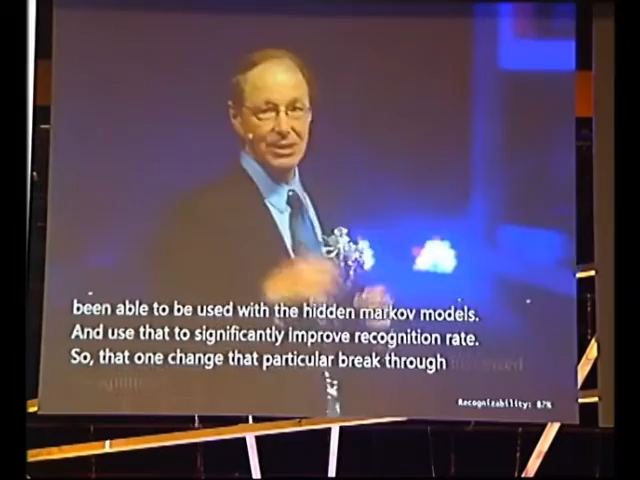 been able to be used with the hidden markov models.
And use that to significantly improve recognition rate.
So, that one change that particular break through
Recognizability: 87%